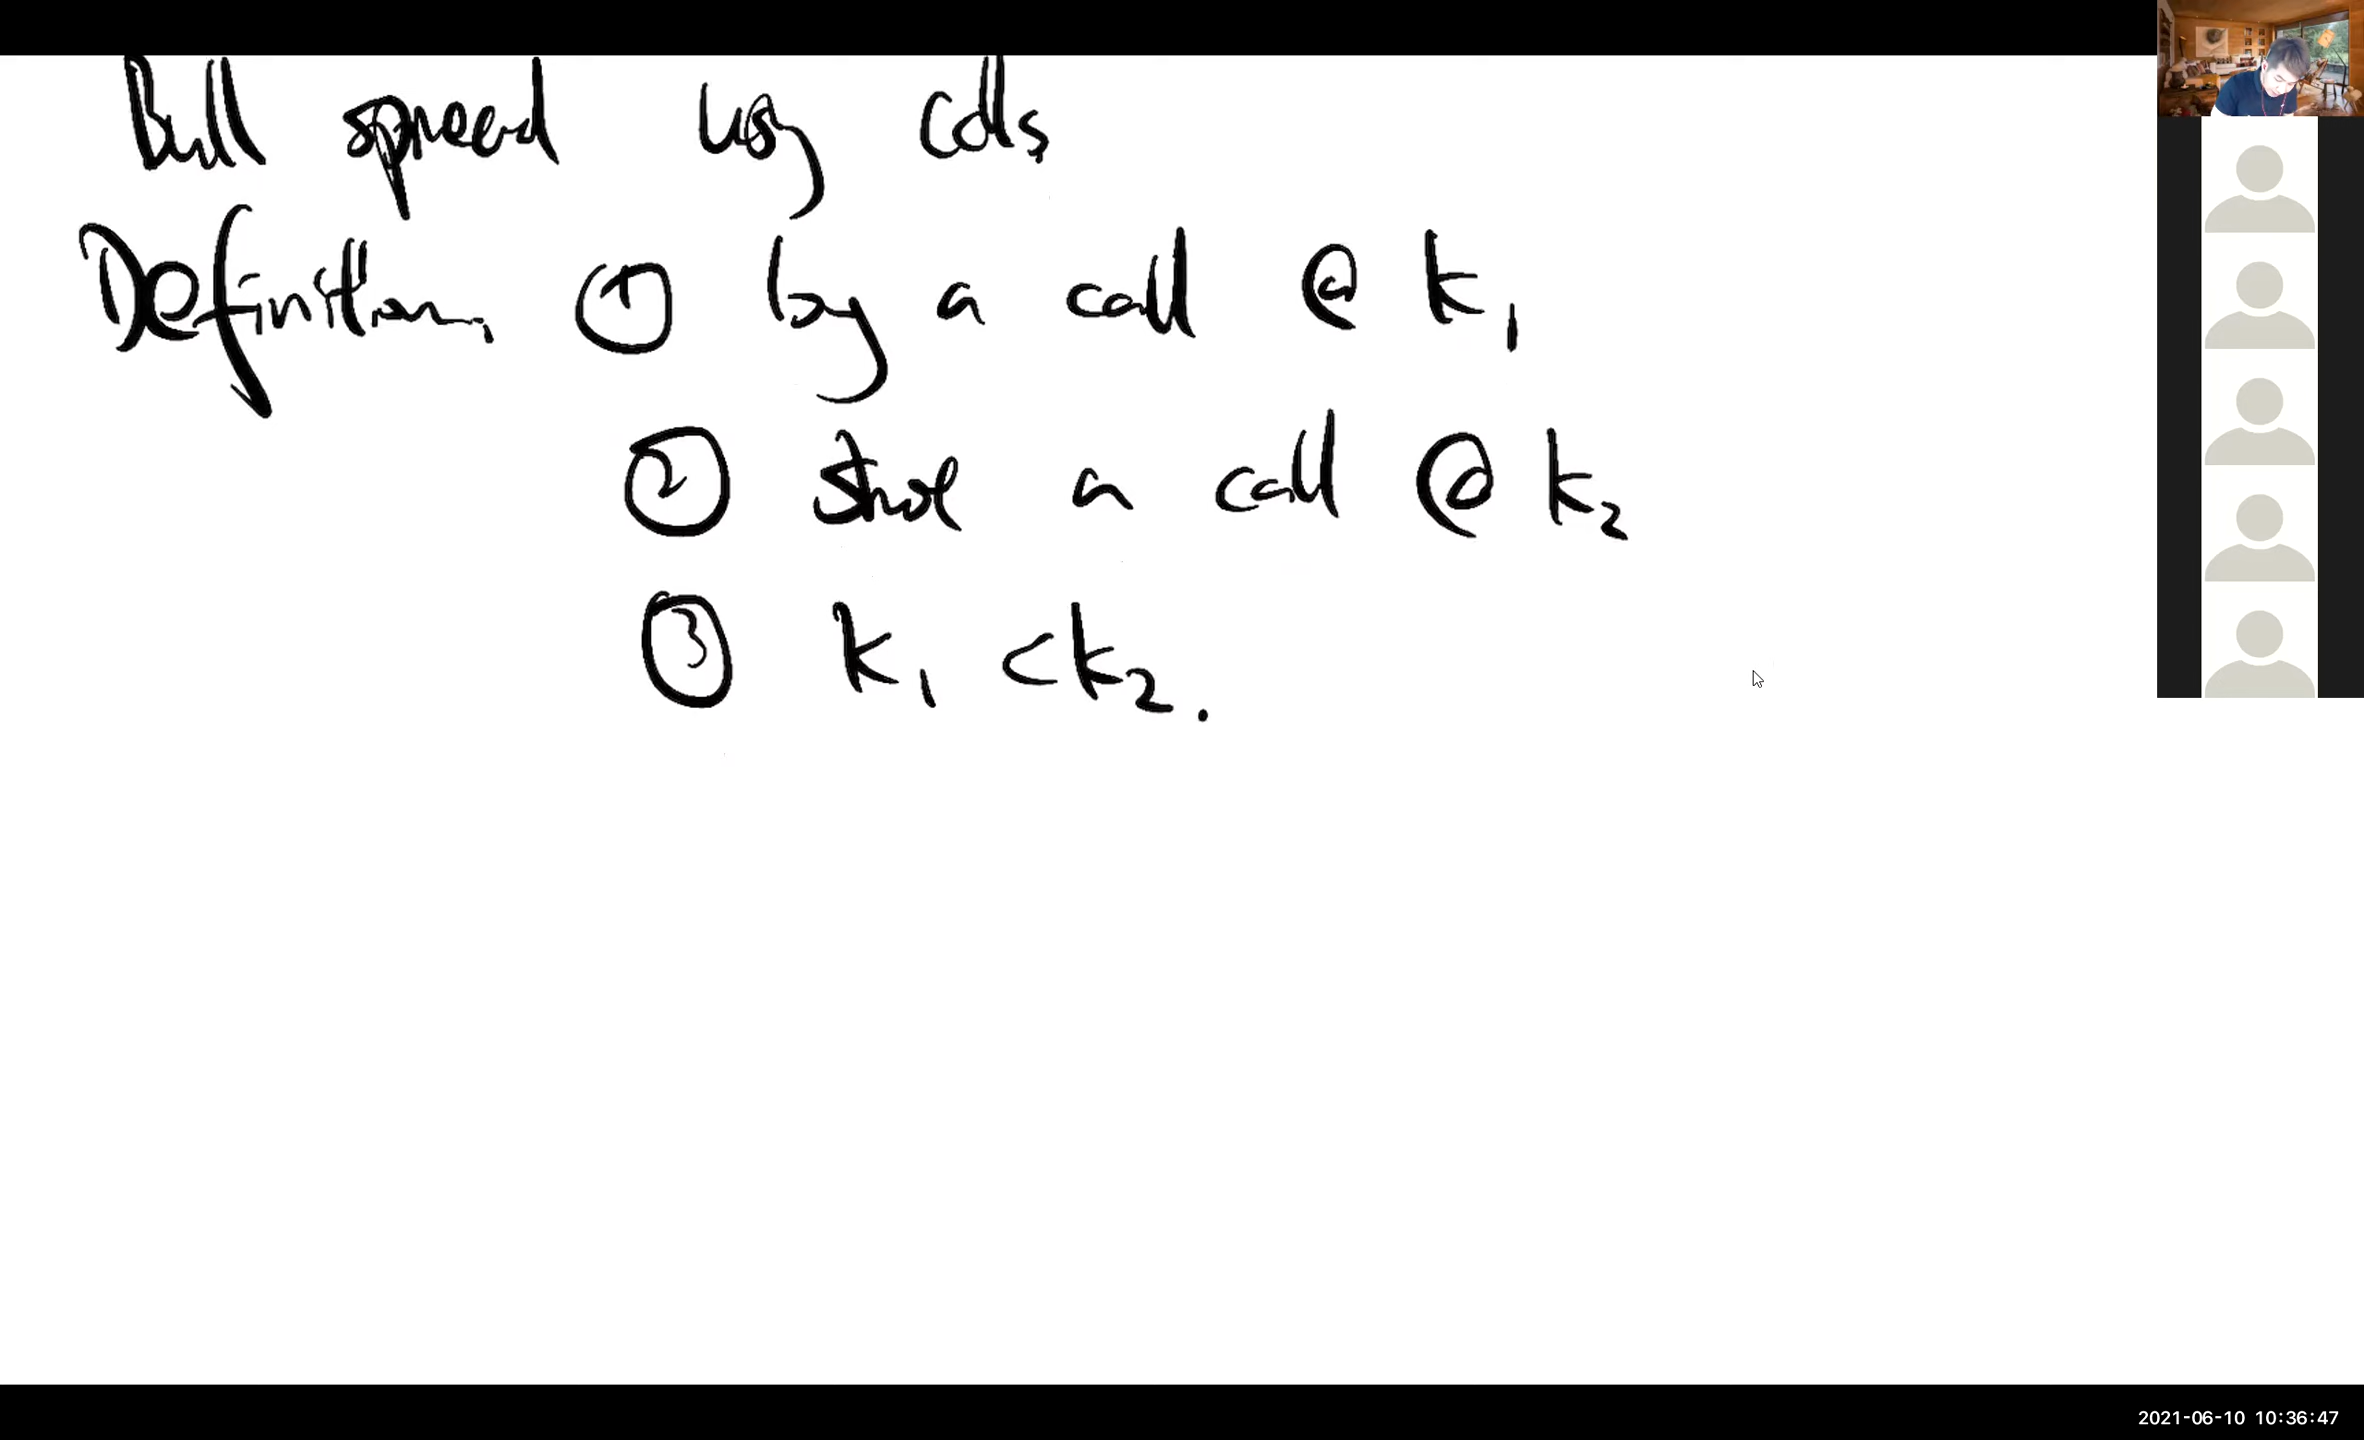 Bull spread using calls
Definition. ① buy a call @ k₁
② short a call @ k₂
③ k₁ < k₂.
2021-06-10 10:36:47